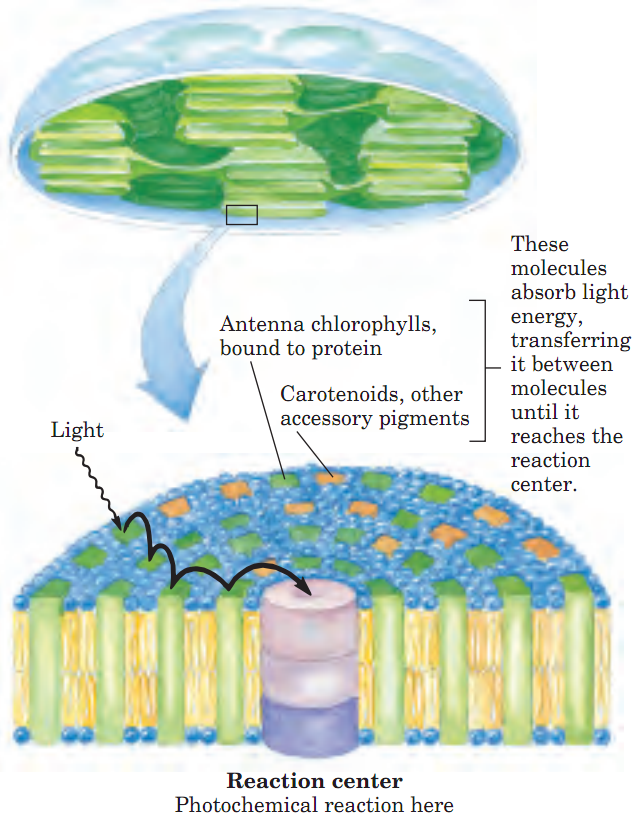 These
molecules
absorb light
energy,
transferring
it between
molecules
until it
reaches the
reaction
center.
Antenna chlorophylls,
bound to protein
Carotenoids, other
accessory pigments
Light
Reaction center
Photochemical reaction here